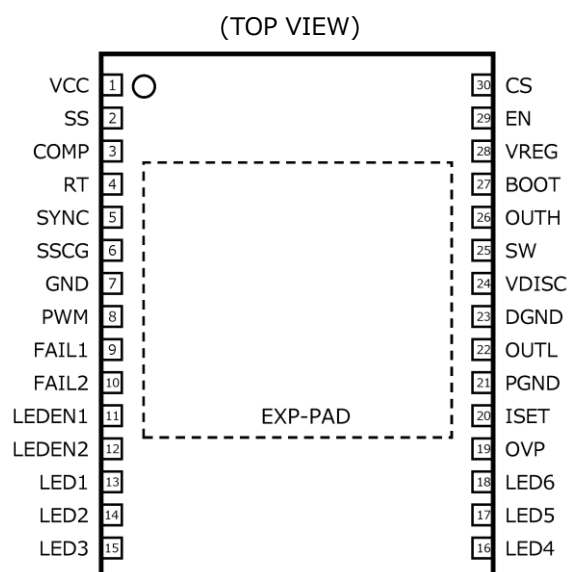 (TOP VIEW)
VCC 1 30 CS
SS 2 29 EN
COMP 3 28 VREG
RT 4 27 BOOT
SYNC 5 26 OUTH
SSCG 6 25 SW
GND 7 24 VDISC
PWM 8 23 DGND
FAIL1 9 22 OUTL
FAIL2 10 21 PGND
LEDEN1 11 EXP-PAD 20 ISET
LEDEN2 12 19 OVP
LED1 13 18 LED6
LED2 14 17 LED5
LED3 15 16 LED4